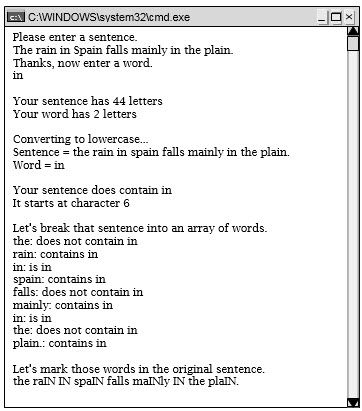 C:\WINDOWS\system32\cmd.exe
Please enter a sentence.
The rain in Spain falls mainly in the plain.
Thanks, now enter a word.
in
Your sentence has 44 letters
Your word has 2 letters
Converting to lowercase...
Sentence = the rain in spain falls mainly in the plain.
Word = in
Your sentence does contain in
It starts at character 6
Let's break that sentence into an array of words.
the: does not contain in
rain: contains in
in: is in
spain: contains in
falls: does not contain in
mainly: contains in
in: is in
the: does not contain in
plain.: contains in
Let's mark those words in the original sentence.
the raIN IN spaIN falls maINly IN the plaIN.